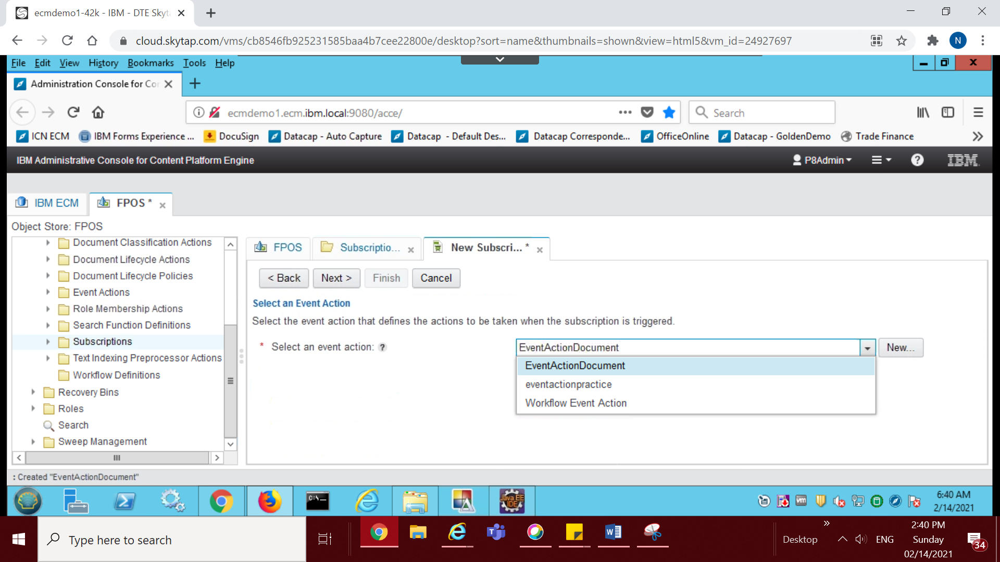 ecmdemo1-42k - IBM - DTE Skyt
cloud.skytap.com/vms/cb8546fb925231585baa4b7cee22800e/desktop?sort=name&thumbnails=shown&view=html5&vm_id=24927697
N
File Edit View History Bookmarks Tools Help
Administration Console for Cor
ecmdemo1.ecm.ibm.local:9080/acce/
Search
ICN ECM IBM Forms Experience ... DocuSign Datacap - Auto Capture Datacap - Default Des... Datacap Corresponde... OfficeOnline Datacap - GoldenDemo Trade Finance
IBM Administrative Console for Content Platform Engine
P8Admin
IBM
IBM ECM
FPOS *
Object Store: FPOS
Document Classification Actions
Document Lifecycle Actions
Document Lifecycle Policies
Event Actions
Role Membership Actions
Search Function Definitions
Subscriptions
Text Indexing Preprocessor Actions
Workflow Definitions
Recovery Bins
Roles
Search
Sweep Management
FPOS
Subscriptio...
New Subscri... *
< Back Next > Finish Cancel
Select an Event Action
Select the event action that defines the actions to be taken when the subscription is triggered.
* Select an event action: ?
EventActionDocument
New...
EventActionDocument
eventactionpractice
Workflow Event Action
: Created "EventActionDocument"
C:\
Java EE
IDE
vm
6:40 AM
2/14/2021
Type here to search
Desktop
ENG
2:40 PM
Sunday
02/14/2021
34